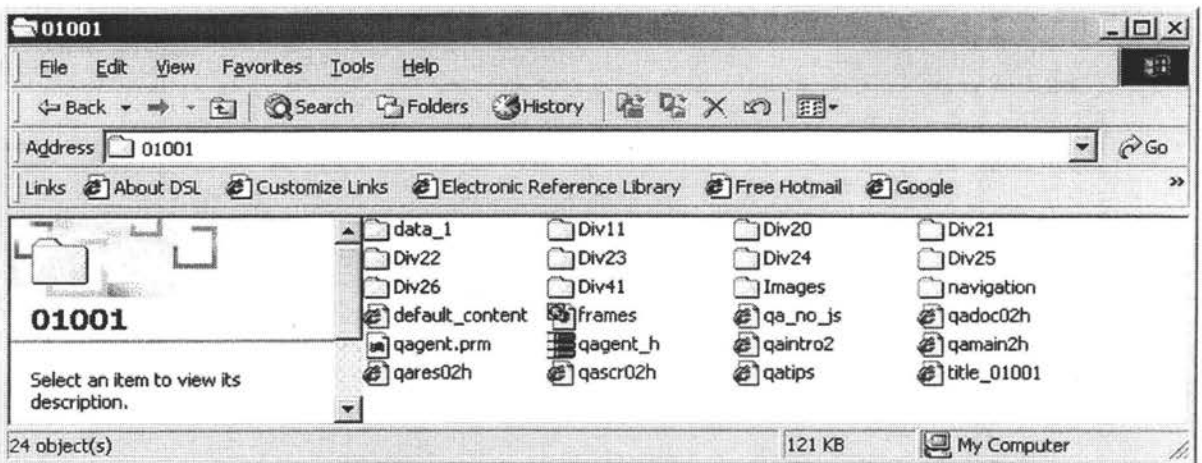 01001
File Edit View Favorites Tools Help
Back Search Folders History
Address 01001 Go
Links About DSL Customize Links Electronic Reference Library Free Hotmail Google »
data_1 Div11 Div20 Div21
Div22 Div23 Div24 Div25
Div26 Div41 Images navigation
default_content frames qa_no_js qadoc02h
qagent.prm qagent_h qaintro2 qamain2h
qares02h qascr02h qatips title_01001
01001
Select an item to view its
description.
24 object(s) 121 KB My Computer